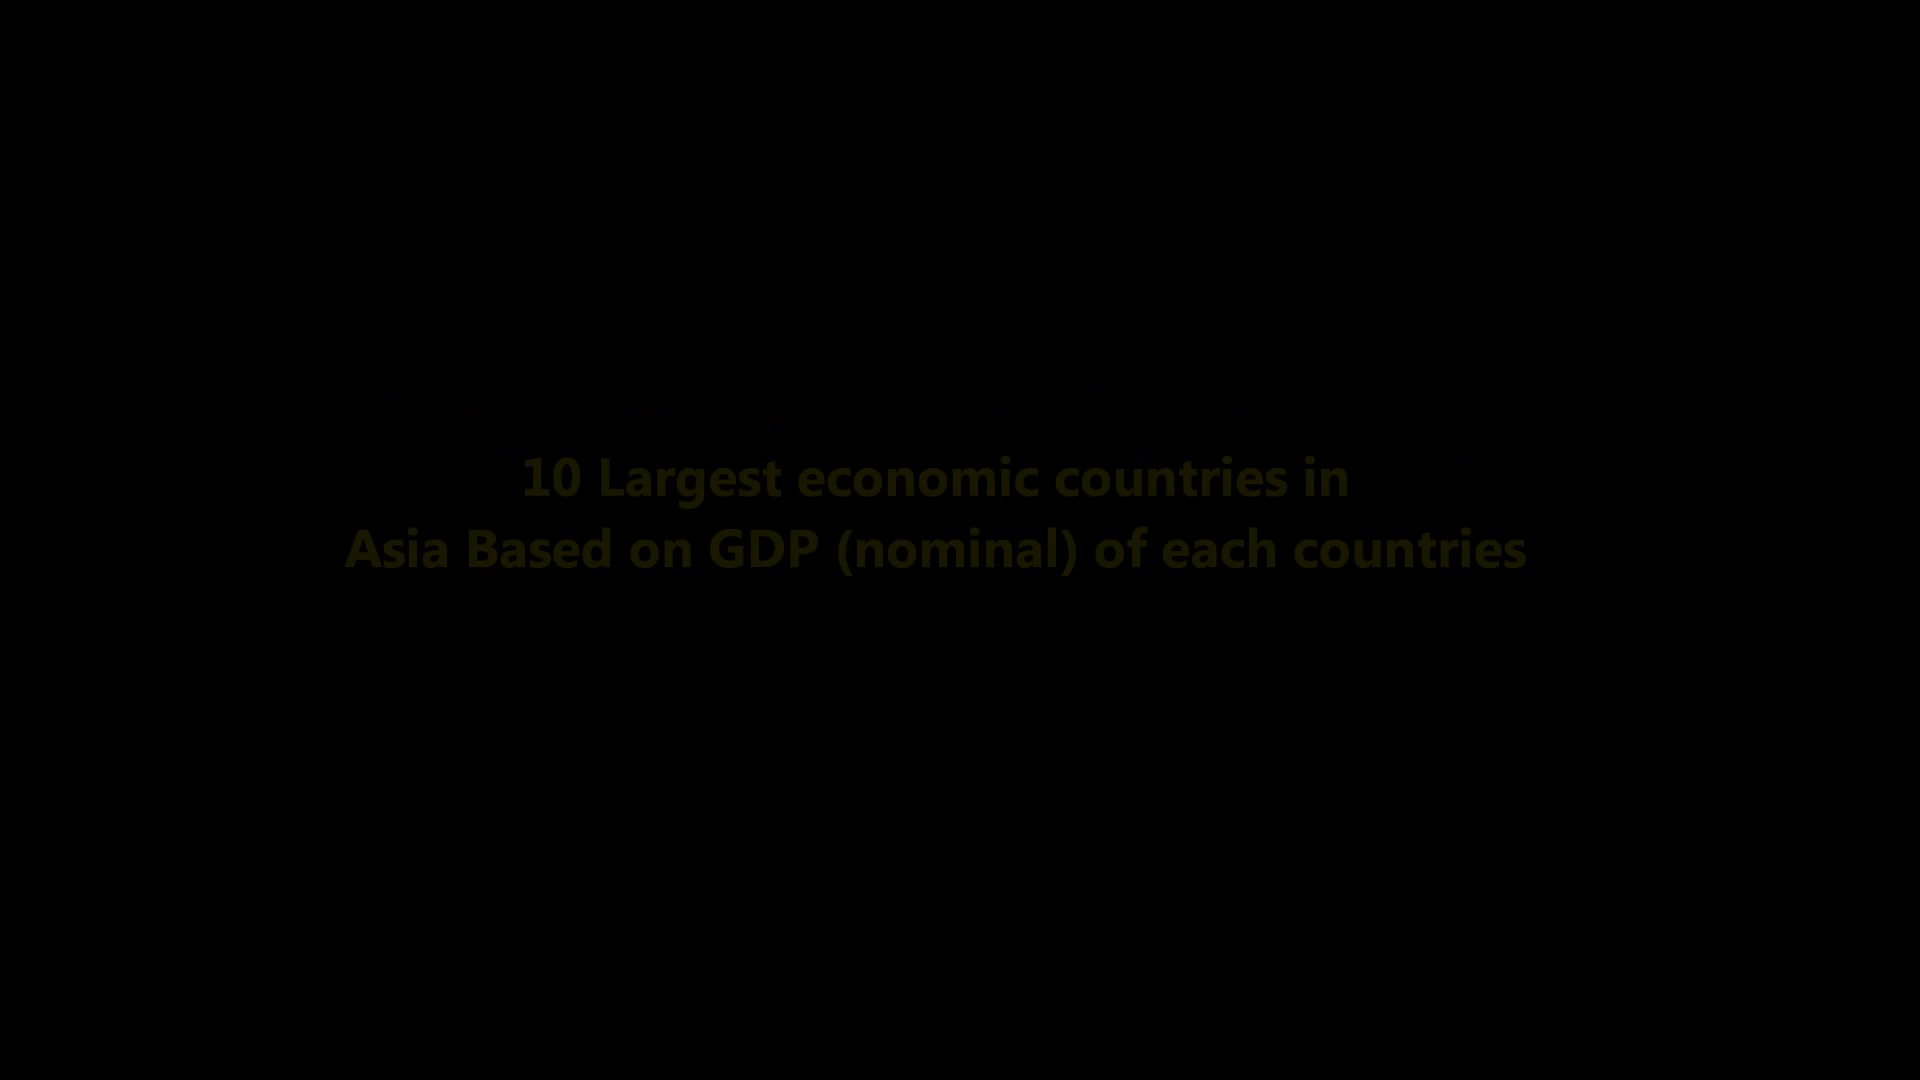 10 Largest economic countries in
Asia Based on GDP (nominal) of each countries